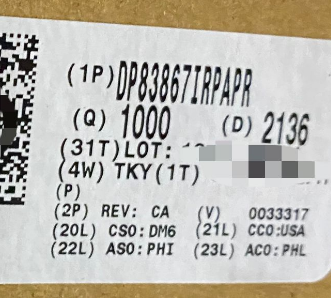 (1P)DP83867IRPAPR
(Q) 1000 (D) 2136
(31T)LOT:
(4W) TKY(1T)
(P)
(2P) REV: CA (V) 0033317
(20L) CSO:DM6 (21L) CCO:USA
(22L) ASO:PHI (23L) ACO:PHL